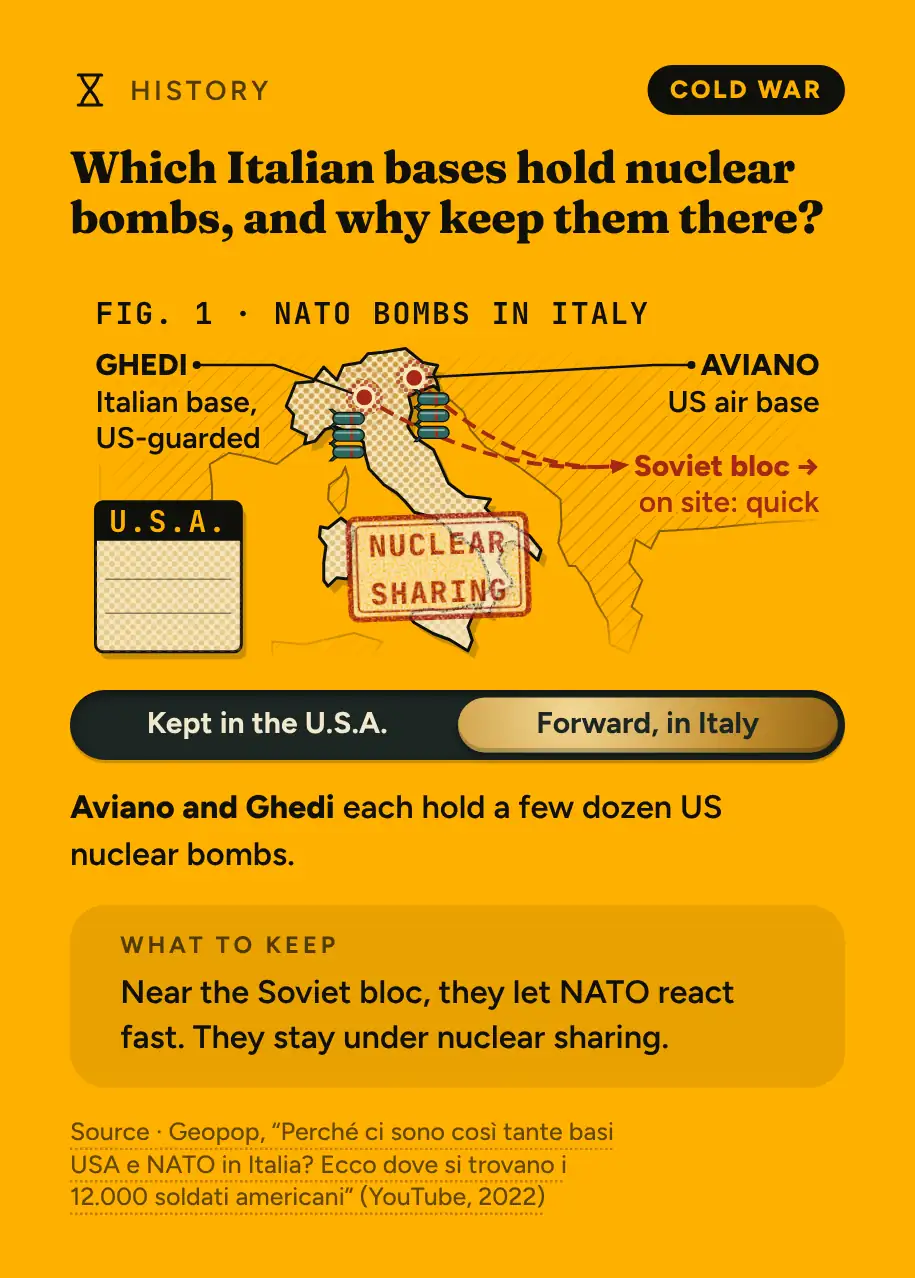 HISTORY
COLD WAR
Which Italian bases hold nuclear
bombs, and why keep them there?
FIG. 1 · NATO BOMBS IN ITALY
GHEDI
Italian base,
US-guarded
AVIANO
US air base
Soviet bloc →
on site: quick
U.S.A.
NUCLEAR
SHARING
Kept in the U.S.A.
Forward, in Italy
Aviano and Ghedi each hold a few dozen US
nuclear bombs.
WHAT TO KEEP
Near the Soviet bloc, they let NATO react
fast. They stay under nuclear sharing.
Source · Geopop, “Perché ci sono così tante basi
USA e NATO in Italia? Ecco dove si trovano i
12.000 soldati americani” (YouTube, 2022)